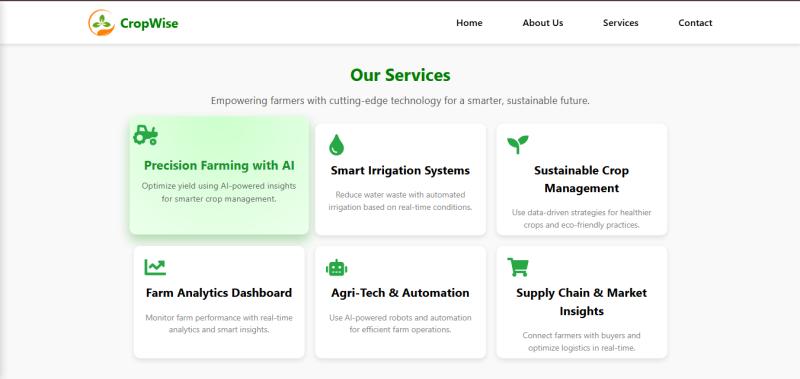 CropWise
Home About Us Services Contact
Our Services
Empowering farmers with cutting-edge technology for a smarter, sustainable future.
Precision Farming with AI
Optimize yield using AI-powered insights
for smarter crop management.
Smart Irrigation Systems
Reduce water waste with automated
irrigation based on real-time conditions.
Sustainable Crop
Management
Use data-driven strategies for healthier
crops and eco-friendly practices.
Farm Analytics Dashboard
Monitor farm performance with real-time
analytics and smart insights.
Agri-Tech & Automation
Use AI-powered robots and automation
for efficient farm operations.
Supply Chain & Market
Insights
Connect farmers with buyers and
optimize logistics in real-time.